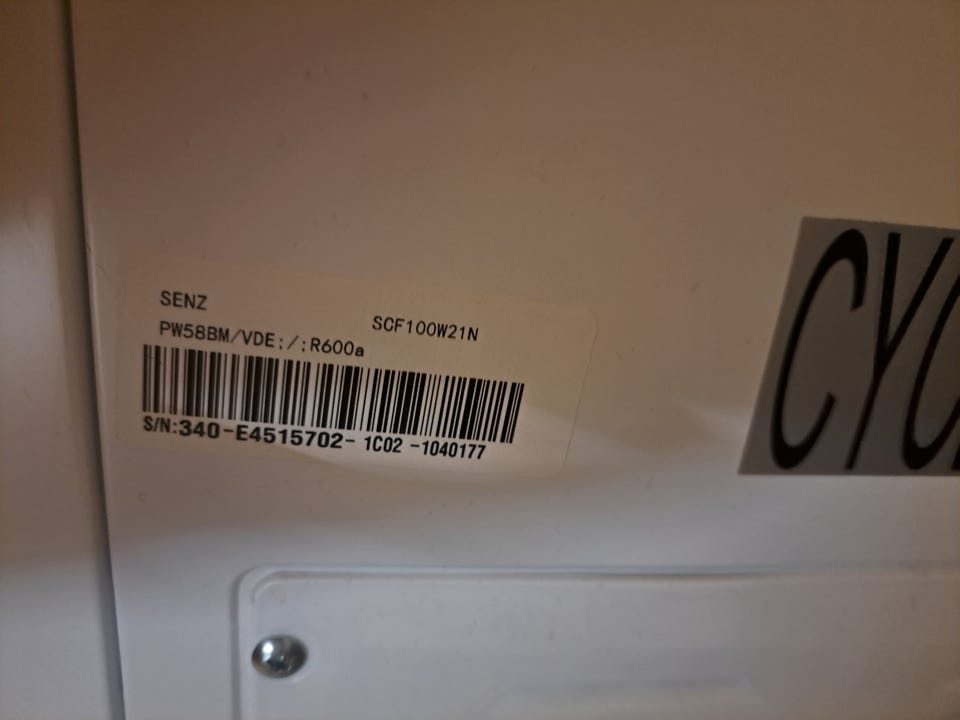 SENZ
SCF100W21N
PW58BM/VDE;/;R600a
S/N:340-E4515702- 1C02 -1040177